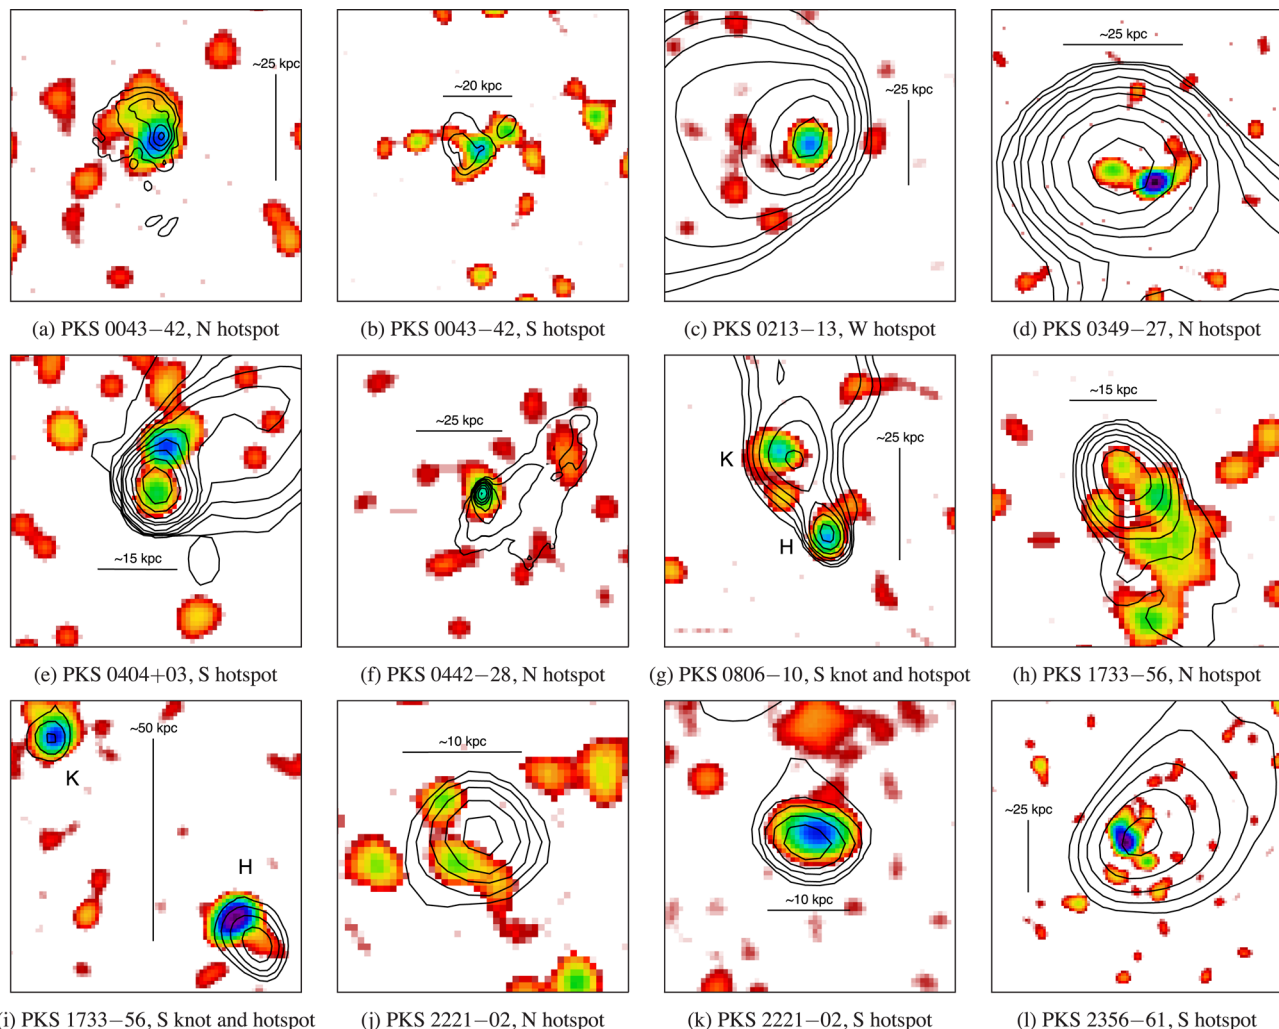 ~25 kpc
~20 kpc
~25 kpc
~25 kpc
(a) PKS 0043−42, N hotspot
(b) PKS 0043−42, S hotspot
(c) PKS 0213−13, W hotspot
(d) PKS 0349−27, N hotspot
~15 kpc
~25 kpc
K
~25 kpc
H
~15 kpc
(e) PKS 0404+03, S hotspot
(f) PKS 0442−28, N hotspot
(g) PKS 0806−10, S knot and hotspot
(h) PKS 1733−56, N hotspot
K
~50 kpc
H
~10 kpc
~10 kpc
~25 kpc
(i) PKS 1733−56, S knot and hotspot
(j) PKS 2221−02, N hotspot
(k) PKS 2221−02, S hotspot
(l) PKS 2356−61, S hotspot